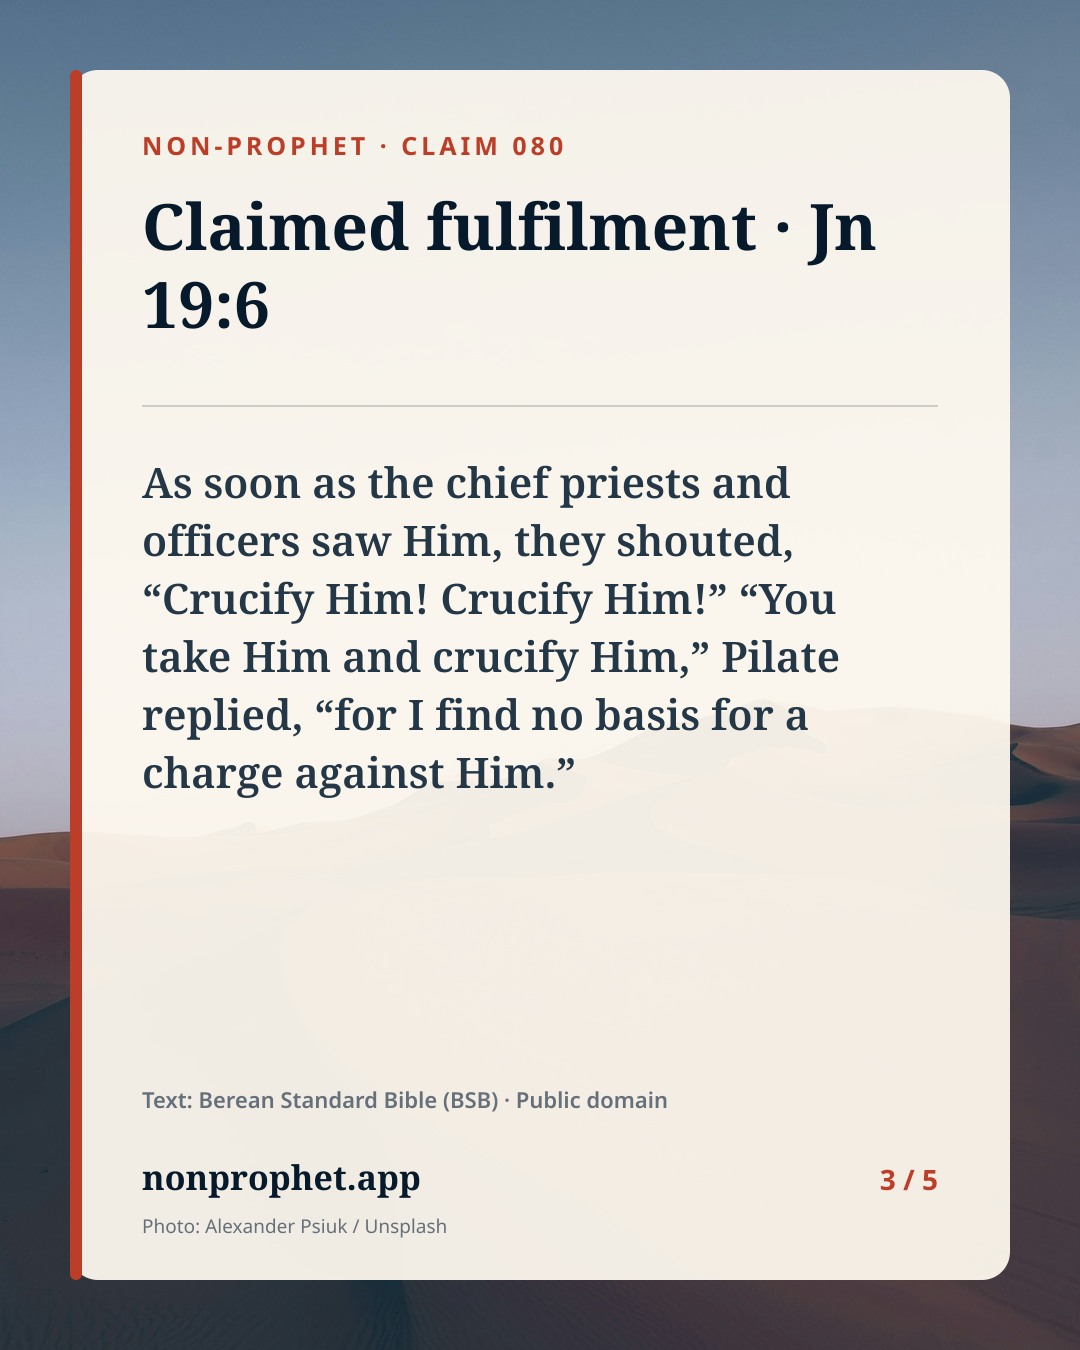 NON-PROPHET · CLAIM 080
Claimed fulfilment · Jn
19:6
As soon as the chief priests and
officers saw Him, they shouted,
“Crucify Him! Crucify Him!” “You
take Him and crucify Him,” Pilate
replied, “for I find no basis for a
charge against Him.”
Text: Berean Standard Bible (BSB) · Public domain
nonprophet.app
3 / 5
Photo: Alexander Psiuk / Unsplash